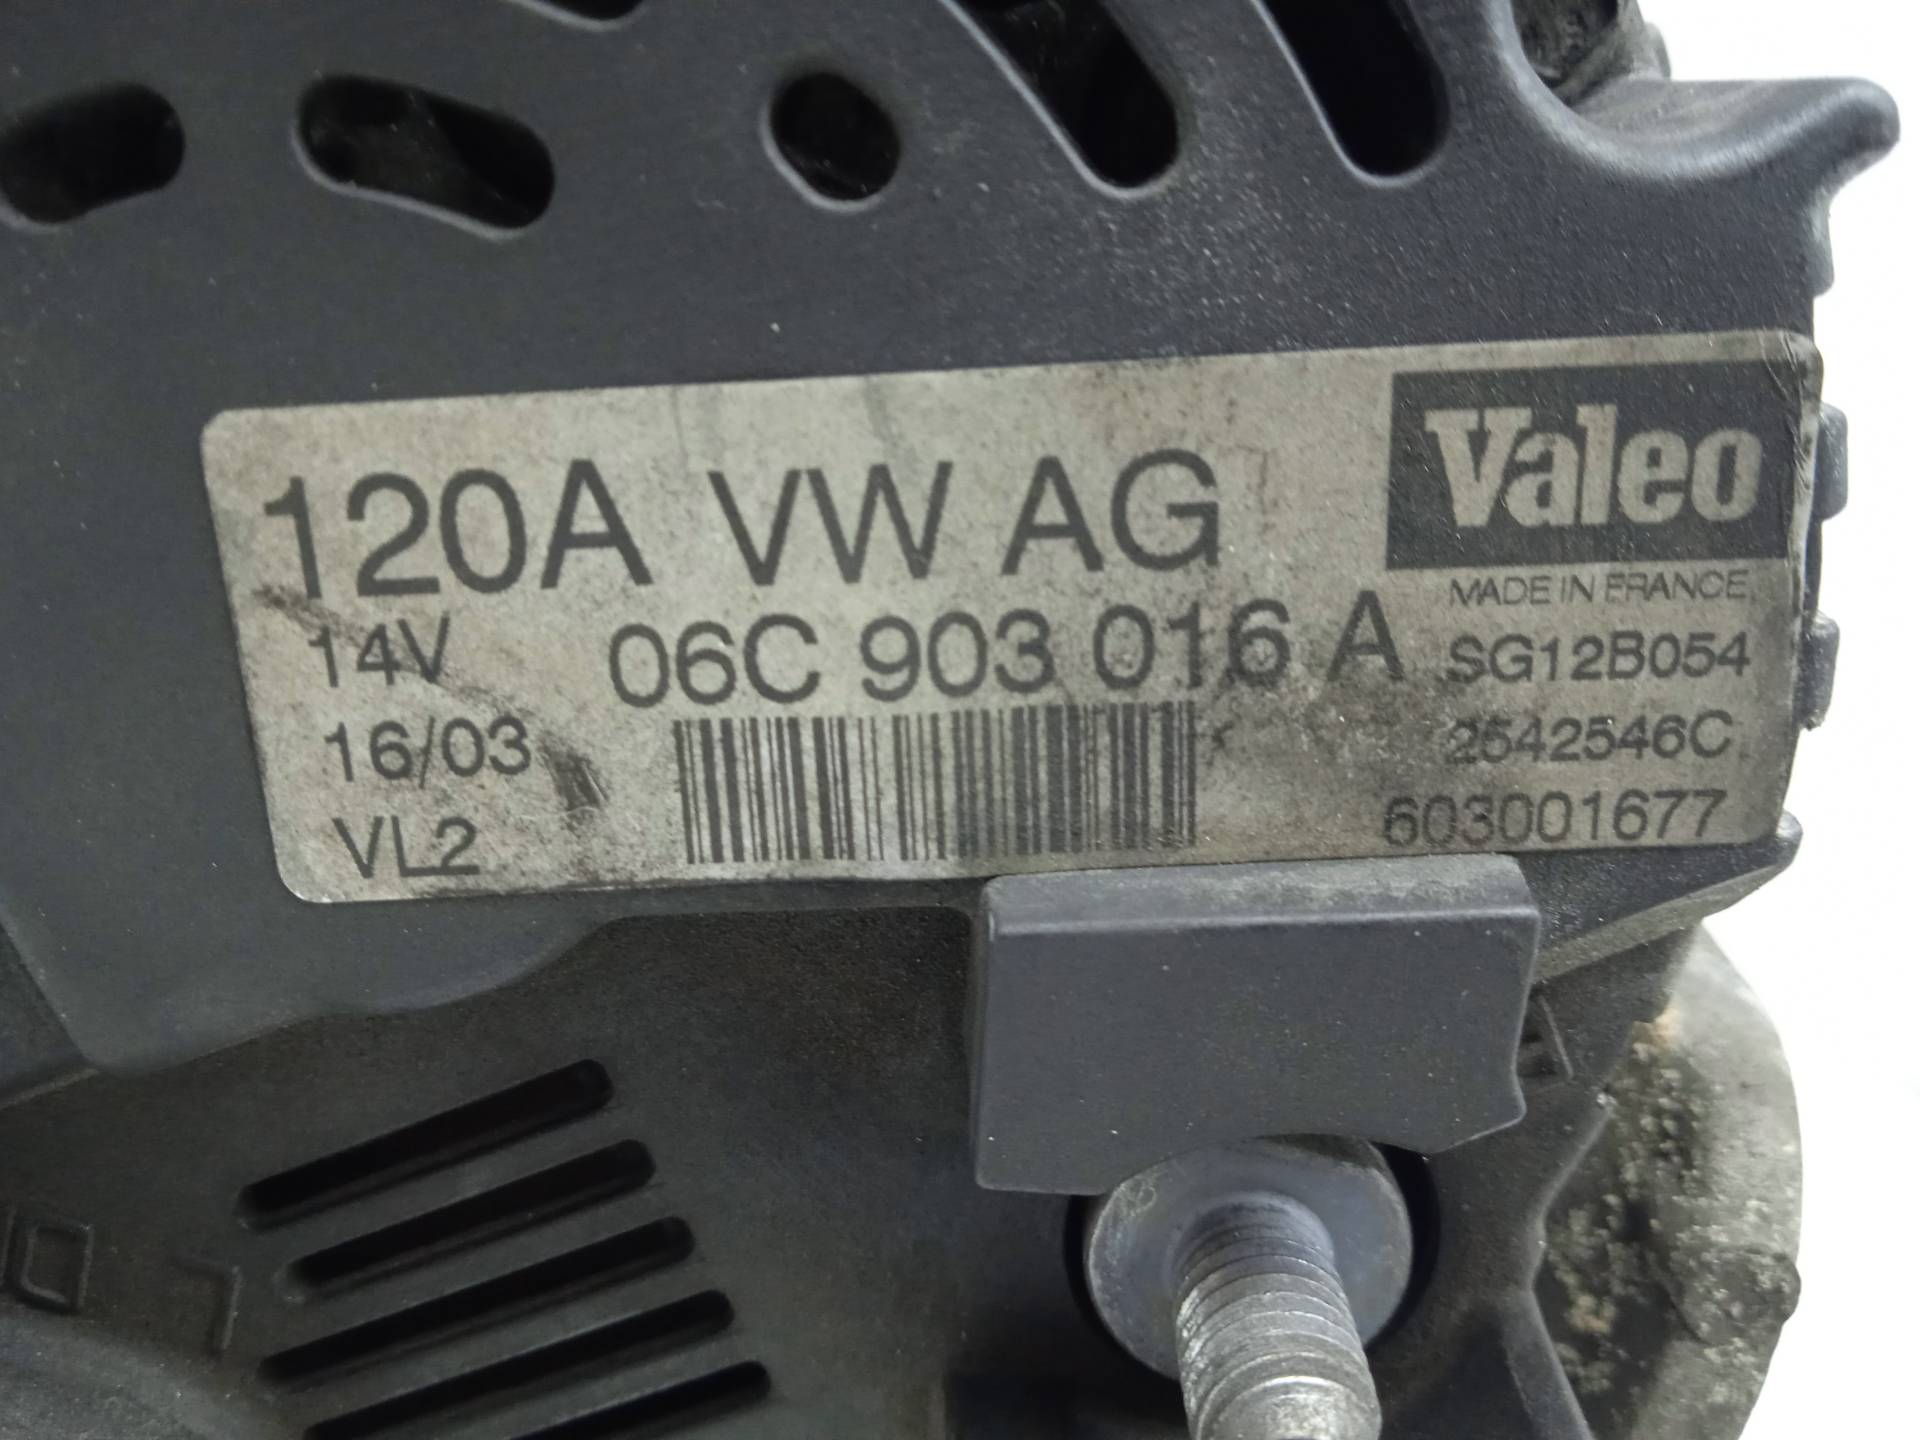 120A VW AG
Valeo
MADE IN FRANCE
14V 06C 903 016 A SG12B054
16/03 2542546C
VL2 603001677